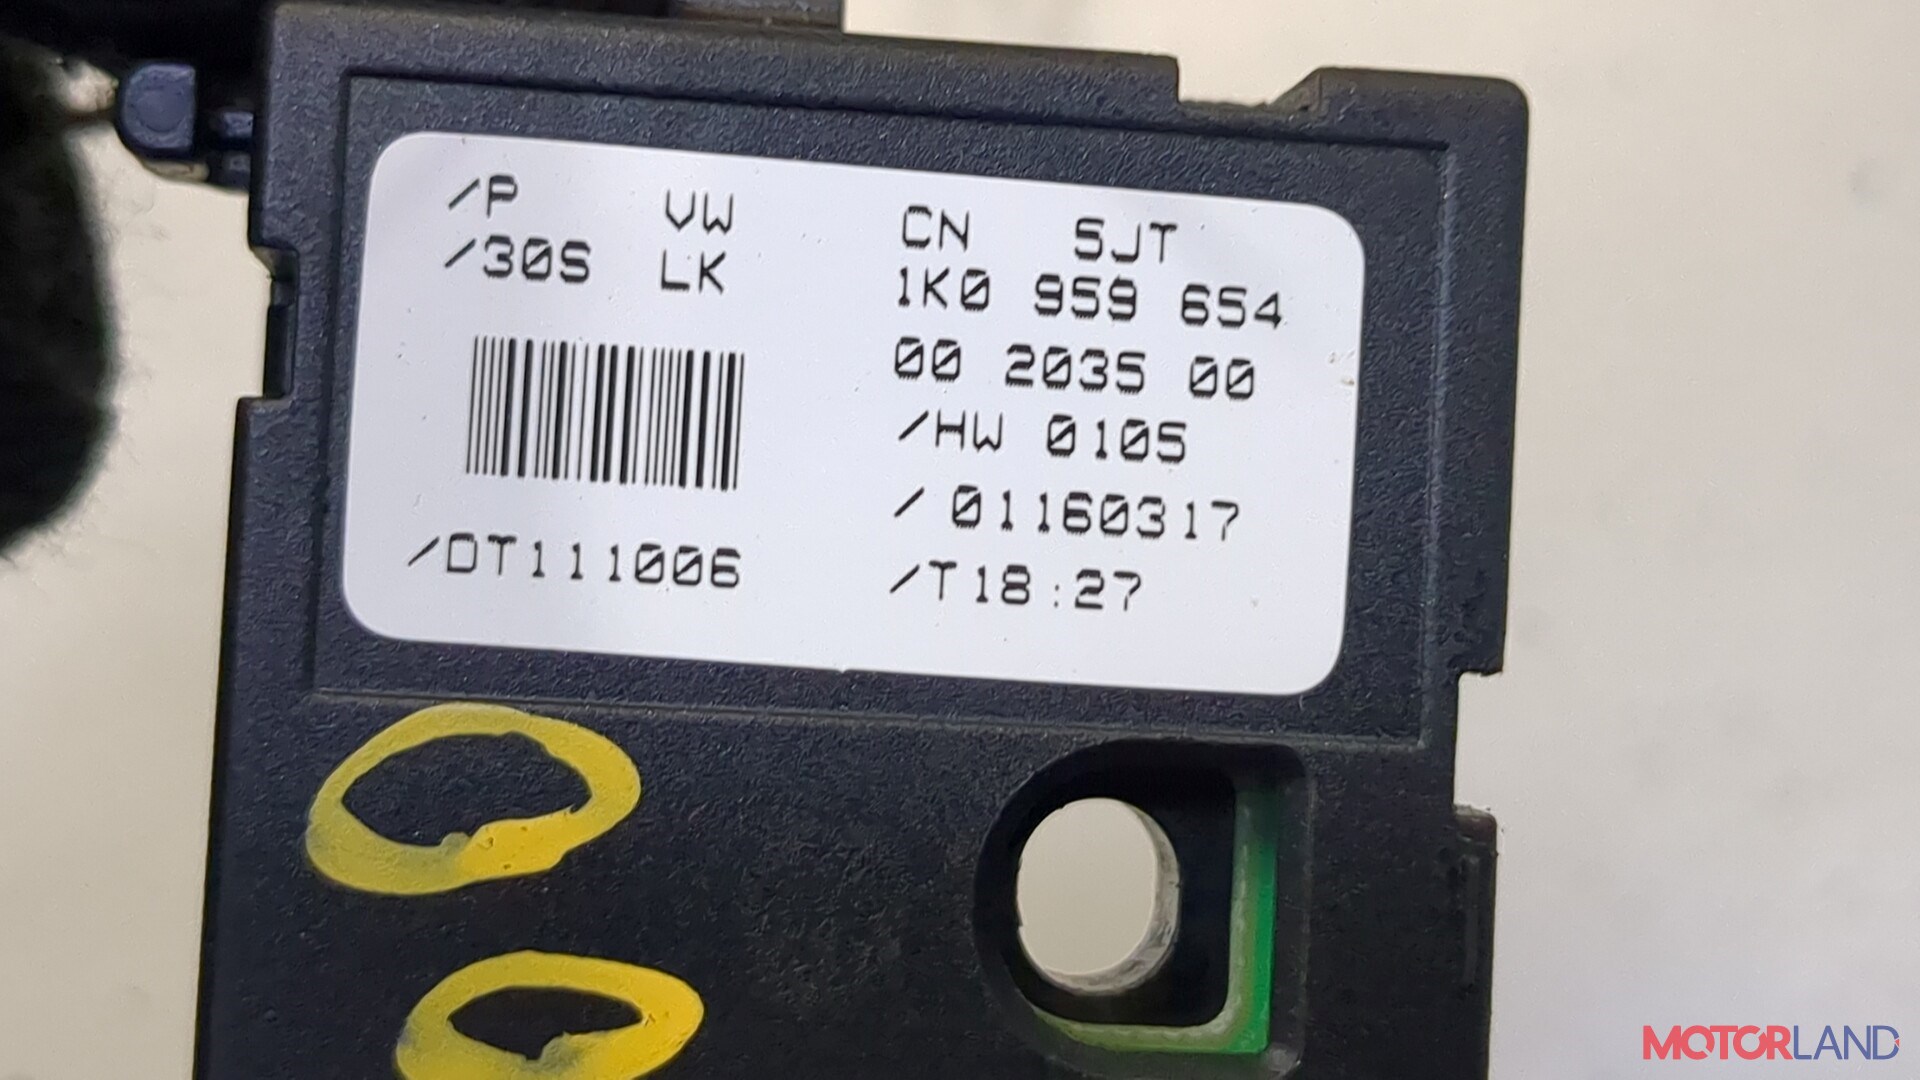 /P VW CN SJT
/30S LK 1K0 959 654
00 2035 00
/HW 0105
/ 01160317
/DT111006 /T18:27
MOTORLAND